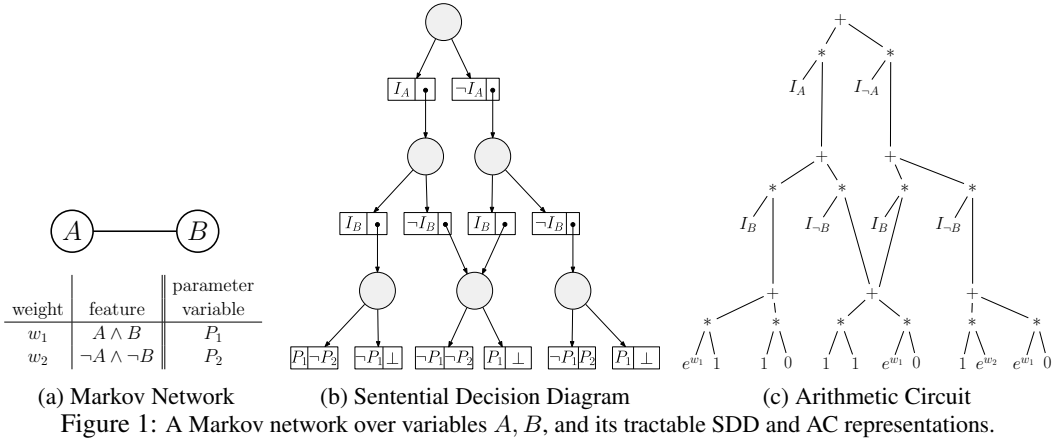 A B
parameter
weight feature variable
w₁ A ∧ B P₁
w₂ ¬A ∧ ¬B P₂
(a) Markov Network
I_A ¬I_A
I_B ¬I_B I_B ¬I_B
P₁ ¬P₂ ¬P₁ ⊥ ¬P₁ ¬P₂ P₁ ⊥ ¬P₁ P₂ P₁ ⊥
(b) Sentential Decision Diagram
+
* *
I_A I_¬A
+ +
* * * *
I_B I_¬B I_B I_¬B
+ + +
* * * * * *
e^{w₁} 1 1 0 1 1 e^{w₁} 0 1 e^{w₂} e^{w₁} 0
(c) Arithmetic Circuit
Figure 1: A Markov network over variables A, B, and its tractable SDD and AC representations.